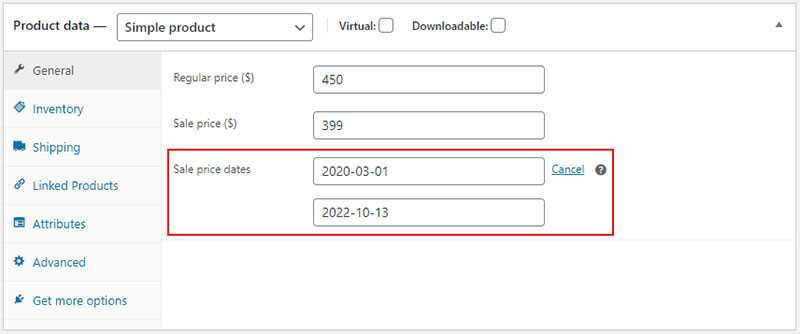 Product data — Simple product Virtual: Downloadable:
General
Regular price ($) 450
Inventory
Sale price ($) 399
Shipping
Sale price dates 2020-03-01 Cancel ?
Linked Products
2022-10-13
Attributes
Advanced
Get more options